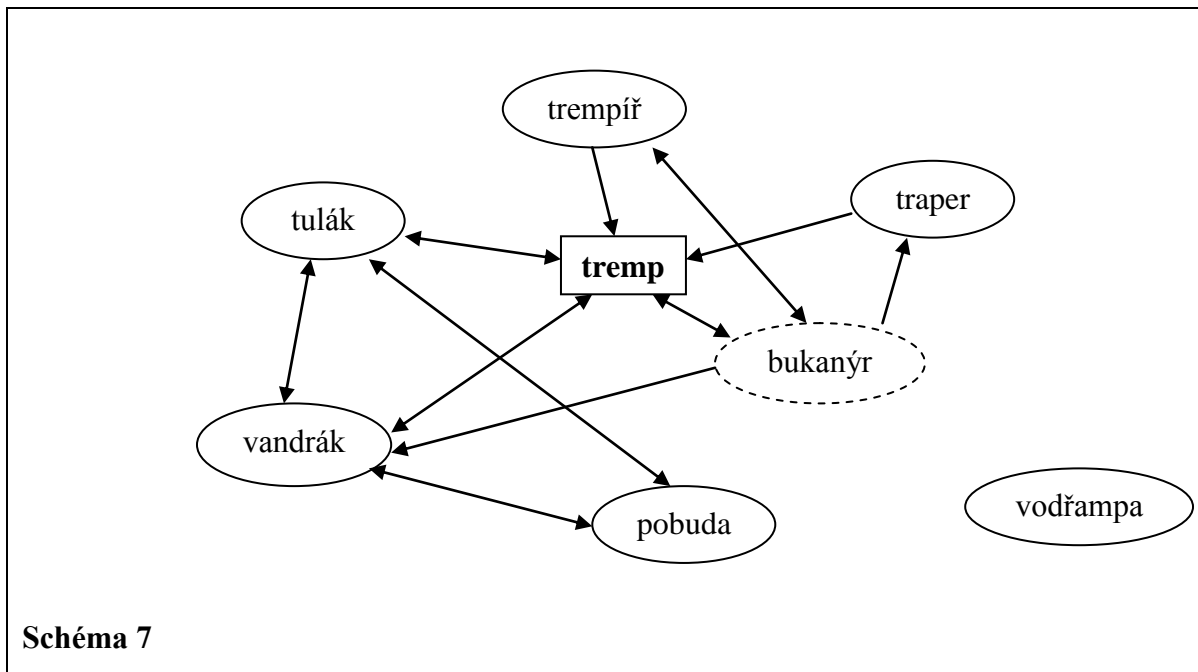 trempíř
traper
tulák
tremp
bukanýr
vandrák
pobuda
vodřampa
Schéma 7